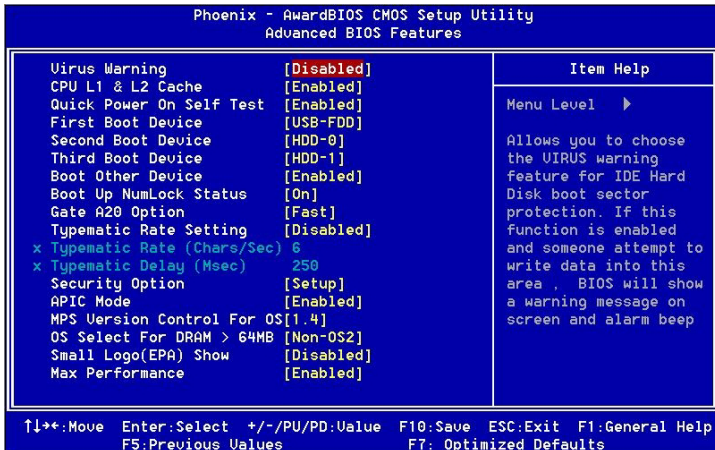 Phoenix - AwardBIOS CMOS Setup Utility
Advanced BIOS Features
Virus Warning [Disabled]
CPU L1 & L2 Cache [Enabled]
Quick Power On Self Test [Enabled]
First Boot Device [USB-FDD]
Second Boot Device [HDD-0]
Third Boot Device [HDD-1]
Boot Other Device [Enabled]
Boot Up NumLock Status [On]
Gate A20 Option [Fast]
Typematic Rate Setting [Disabled]
x Typematic Rate (Chars/Sec) 6
x Typematic Delay (Msec) 250
Security Option [Setup]
APIC Mode [Enabled]
MPS Version Control For OS[1.4]
OS Select For DRAM > 64MB [Non-OS2]
Small Logo(EPA) Show [Disabled]
Max Performance [Enabled]
Item Help
Menu Level ▶
Allows you to choose
the VIRUS warning
feature for IDE Hard
Disk boot sector
protection. If this
function is enabled
and someone attempt to
write data into this
area , BIOS will show
a warning message on
screen and alarm beep
↑↓→←:Move Enter:Select +/-/PU/PD:Value F10:Save ESC:Exit F1:General Help
F5:Previous Values F7: Optimized Defaults